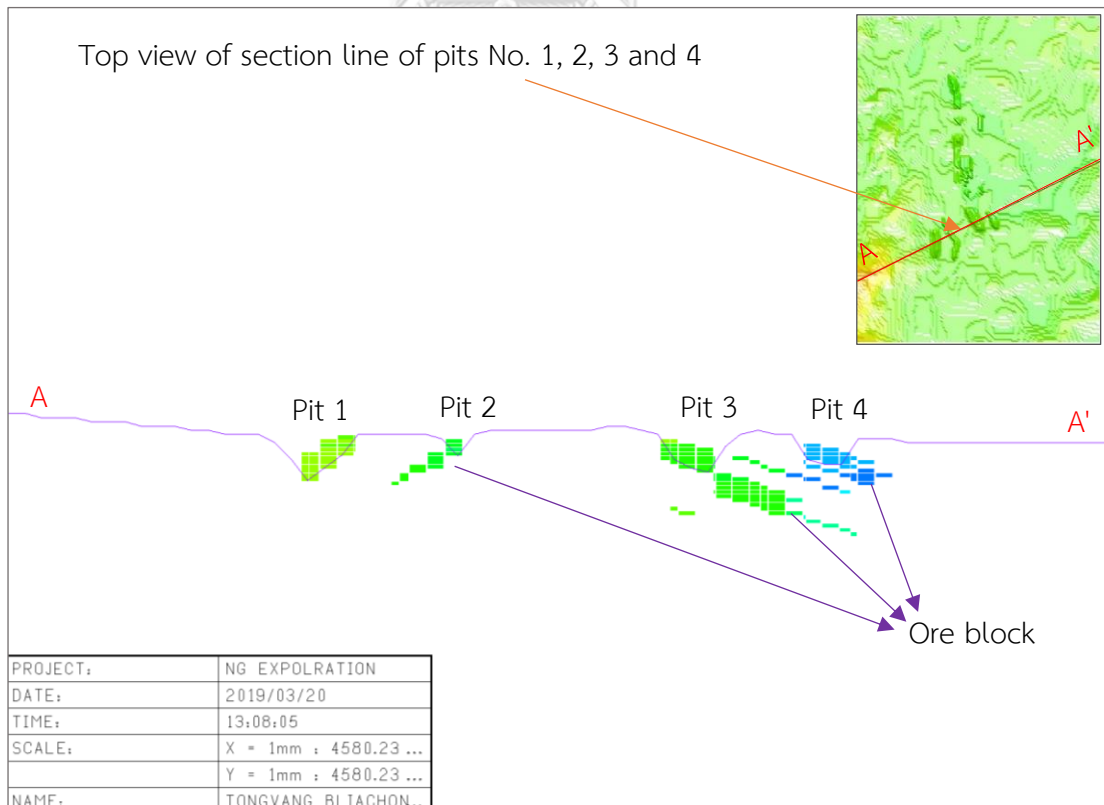 Top view of section line of pits No. 1, 2, 3 and 4
A'
A
A
Pit 1
Pit 2
Pit 3
Pit 4
A'
Ore block
PROJECT: NG EXPOLRATION
DATE: 2019/03/20
TIME: 13:08:05
SCALE: X = 1mm : 4580.23 ...
Y = 1mm : 4580.23 ...
NAME: TONGVANG BLIACHON..